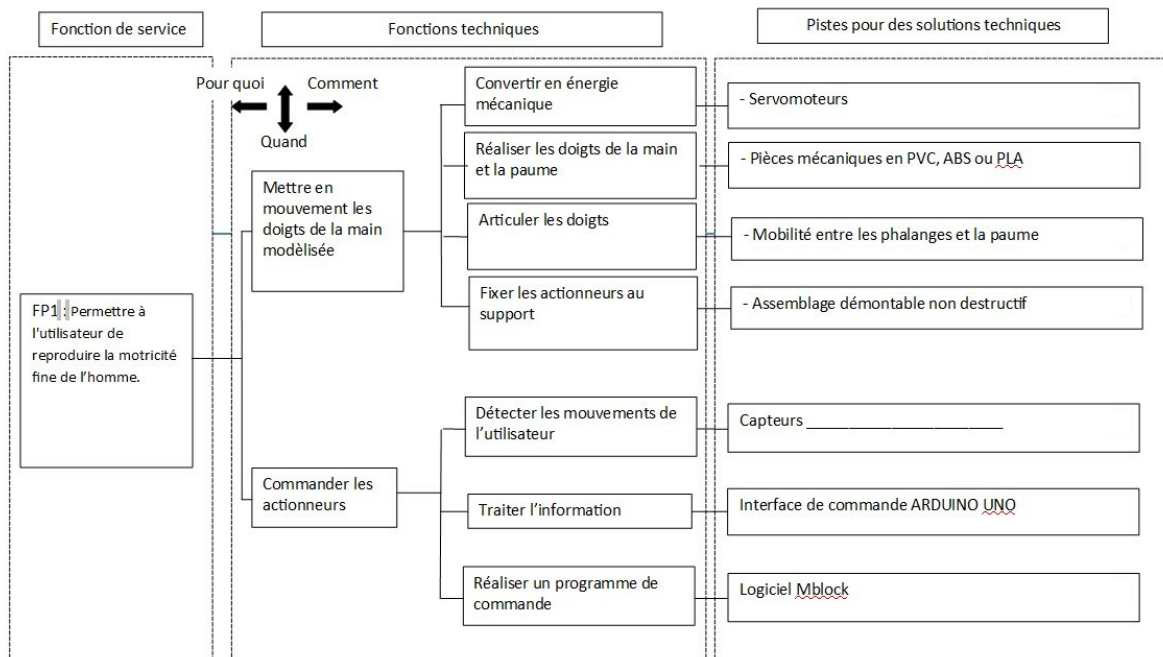 Fonction de service
Fonctions techniques
Pistes pour des solutions techniques
Pour quoi
Comment
Quand
FP1 : Permettre à
l'utilisateur de
reproduire la motricité
fine de l'homme.
Mettre en
mouvement les
doigts de la main
modèlisée
Convertir en énergie
mécanique
- Servomoteurs
Réaliser les doigts de la main
et la paume
- Pièces mécaniques en PVC, ABS ou PLA
Articuler les doigts
- Mobilité entre les phalanges et la paume
Fixer les actionneurs au
support
- Assemblage démontable non destructif
Commander les
actionneurs
Détecter les mouvements de
l'utilisateur
Capteurs _______________________
Traiter l'information
Interface de commande ARDUINO UNO
Réaliser un programme de
commande
Logiciel Mblock